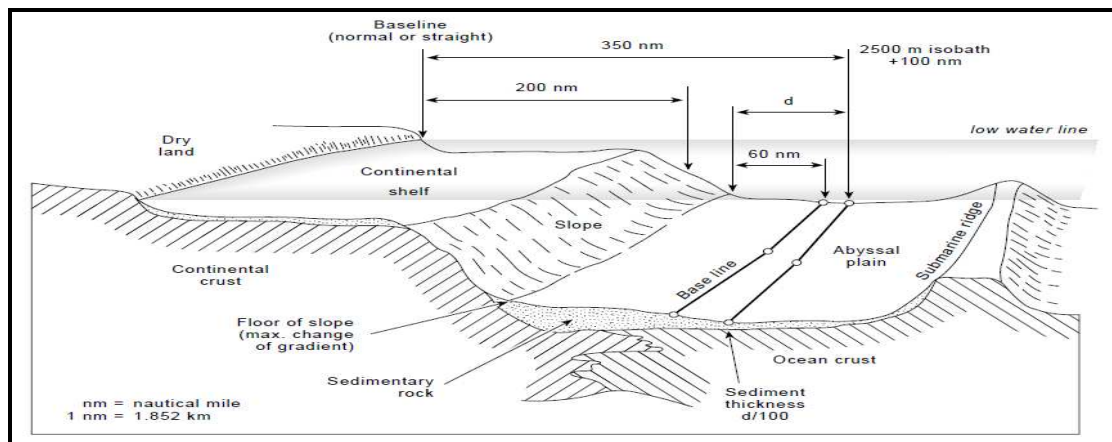 Baseline
(normal or straight)
350 nm
2500 m isobath
+100 nm
200 nm
d
low water line
Dry
land
60 nm
Continental
shelf
Slope
Abyssal
plain
Submarine ridge
Base line
Continental
crust
Floor of slope
(max. change
of gradient)
Ocean crust
Sedimentary
rock
Sediment
thickness
d/100
nm = nautical mile
1 nm = 1.852 km